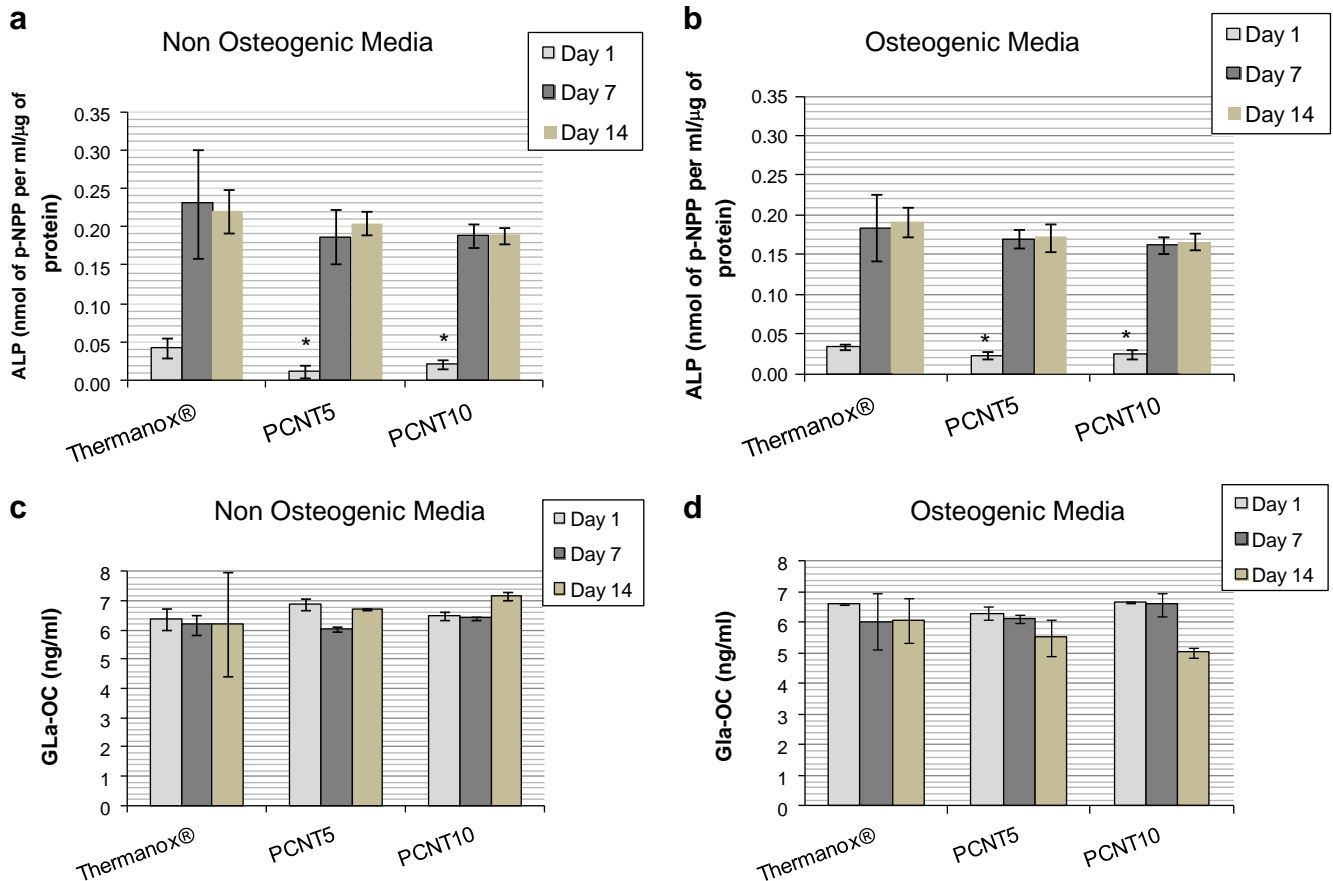 a
Non Osteogenic Media
Day 1
Day 7
Day 14
ALP (nmol of p-NPP per ml/μg of
protein)
0.35
0.30
0.25
0.20
0.15
0.10
0.05
0.00
*
*
Thermanox®
PCNT5
PCNT10
b
Osteogenic Media
Day 1
Day 7
Day 14
ALP (nmol of p-NPP per ml/μg of
protein)
0.35
0.30
0.25
0.20
0.15
0.10
0.05
0.00
*
*
Thermanox®
PCNT5
PCNT10
c
Non Osteogenic Media
Day 1
Day 7
Day 14
GLa-OC (ng/ml)
8
7
6
5
4
3
2
1
0
Thermanox®
PCNT5
PCNT10
d
Osteogenic Media
Day 1
Day 7
Day 14
Gla-OC (ng/ml)
8
7
6
5
4
3
2
1
0
Thermanox®
PCNT5
PCNT10